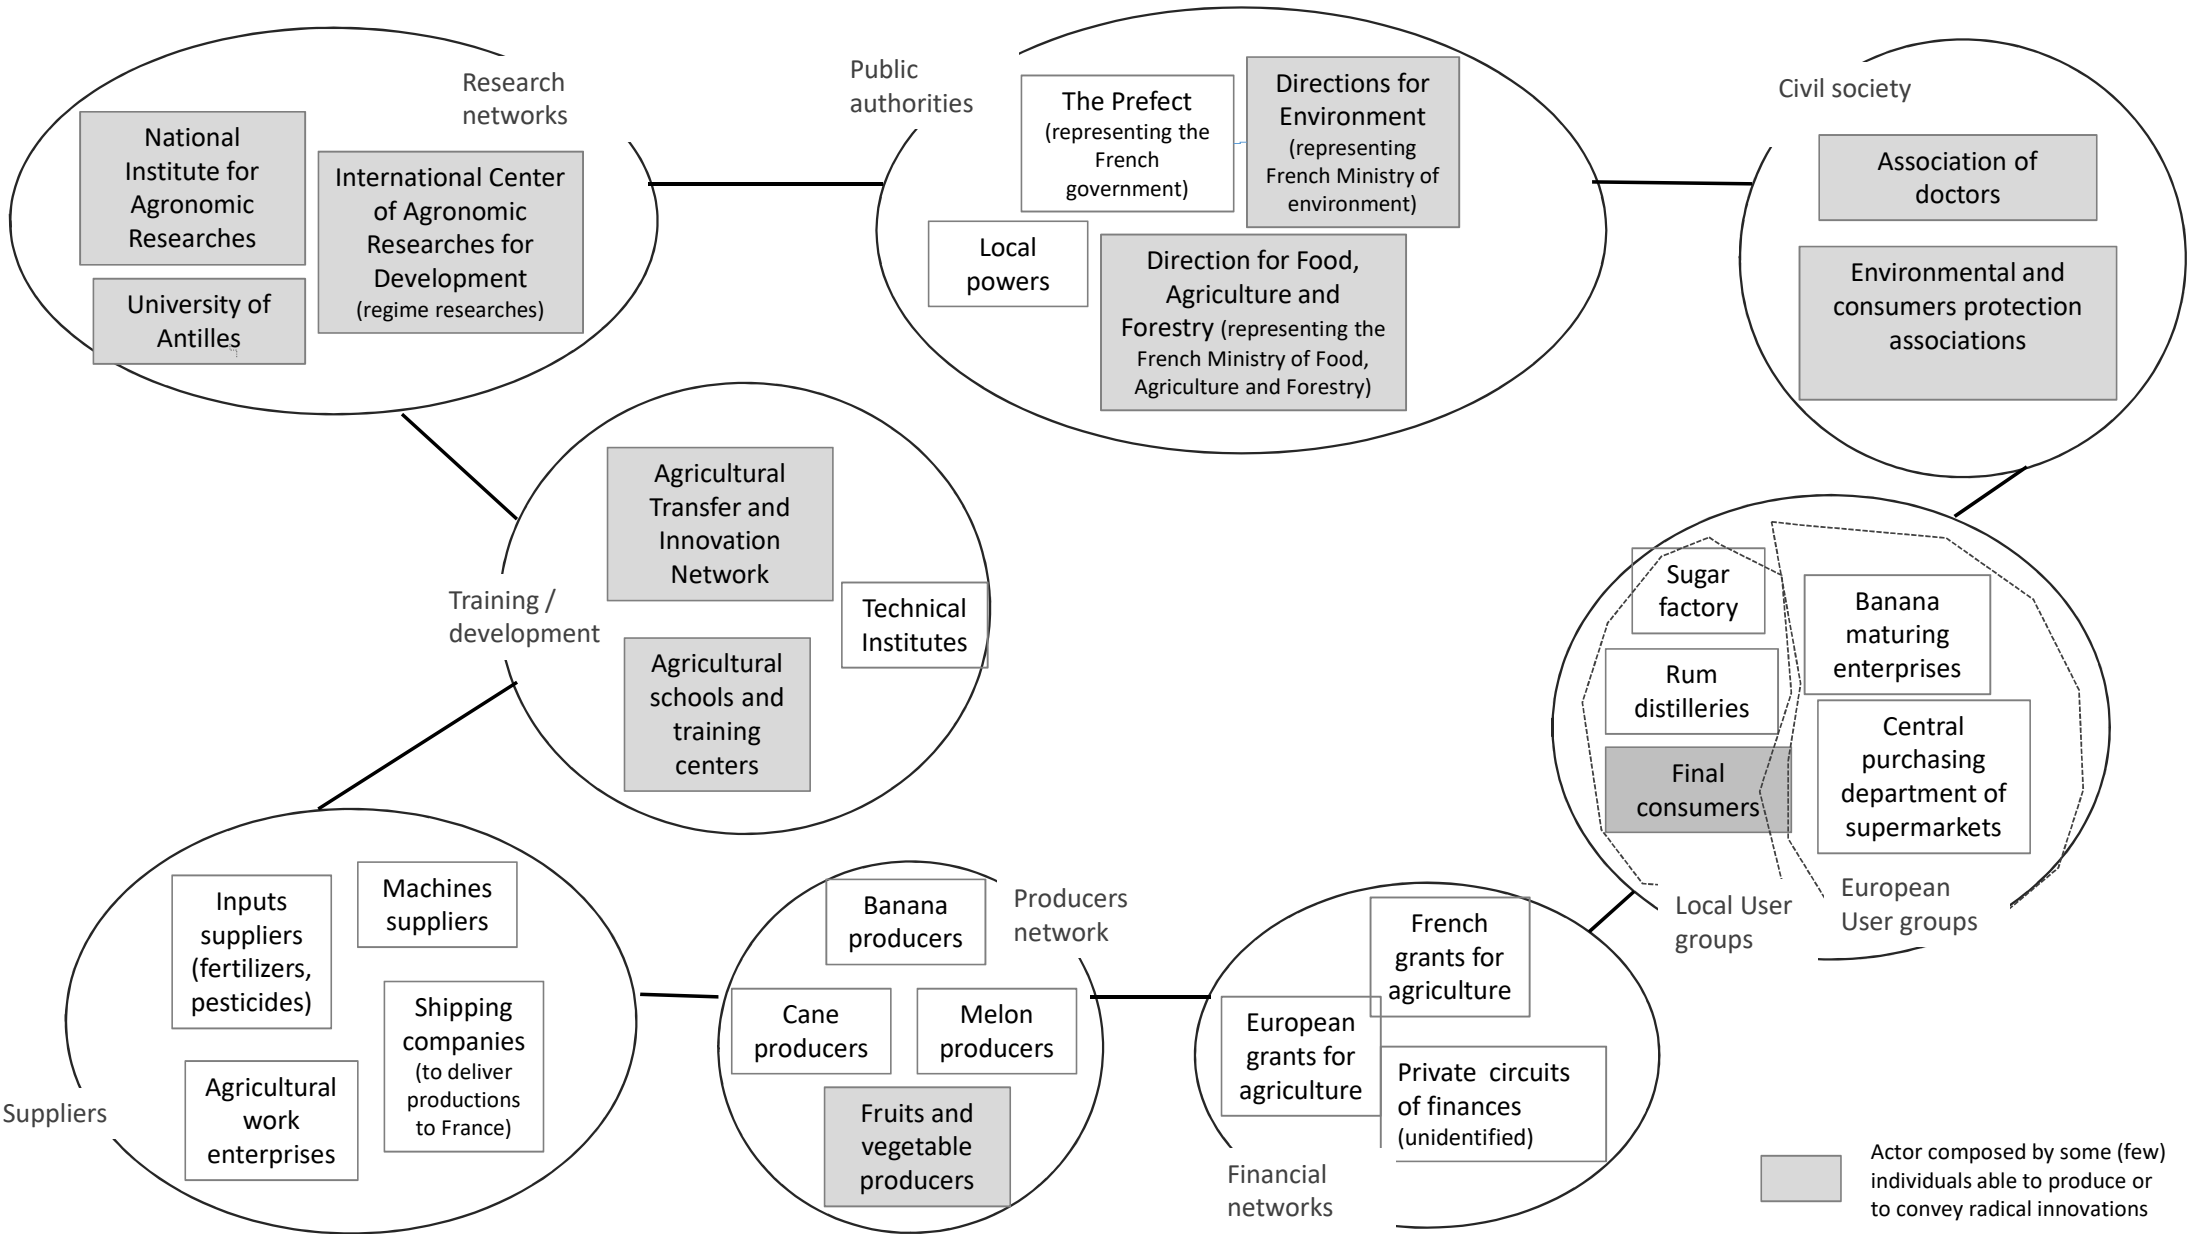 Research
networks
National
Institute for
Agronomic
Researches
International Center
of Agronomic
Researches for
Development
(regime researches)
University of
Antilles
Public
authorities
The Prefect
(representing the
French
government)
Directions for
Environment
(representing
French Ministry of
environment)
Local
powers
Direction for Food,
Agriculture and
Forestry (representing the
French Ministry of Food,
Agriculture and Forestry)
Civil society
Association of
doctors
Environmental and
consumers protection
associations
Training /
development
Agricultural
Transfer and
Innovation
Network
Technical
Institutes
Agricultural
schools and
training
centers
Sugar
factory
Rum
distilleries
Final
consumers
Banana
maturing
enterprises
Central
purchasing
department of
supermarkets
Local User
groups
European
User groups
Suppliers
Inputs
suppliers
(fertilizers,
pesticides)
Machines
suppliers
Shipping
companies
(to deliver
productions
to France)
Agricultural
work
enterprises
Producers
network
Banana
producers
Cane
producers
Melon
producers
Fruits and
vegetable
producers
French
grants for
agriculture
European
grants for
agriculture
Private circuits
of finances
(unidentified)
Financial
networks
Actor composed by some (few)
individuals able to produce or
to convey radical innovations